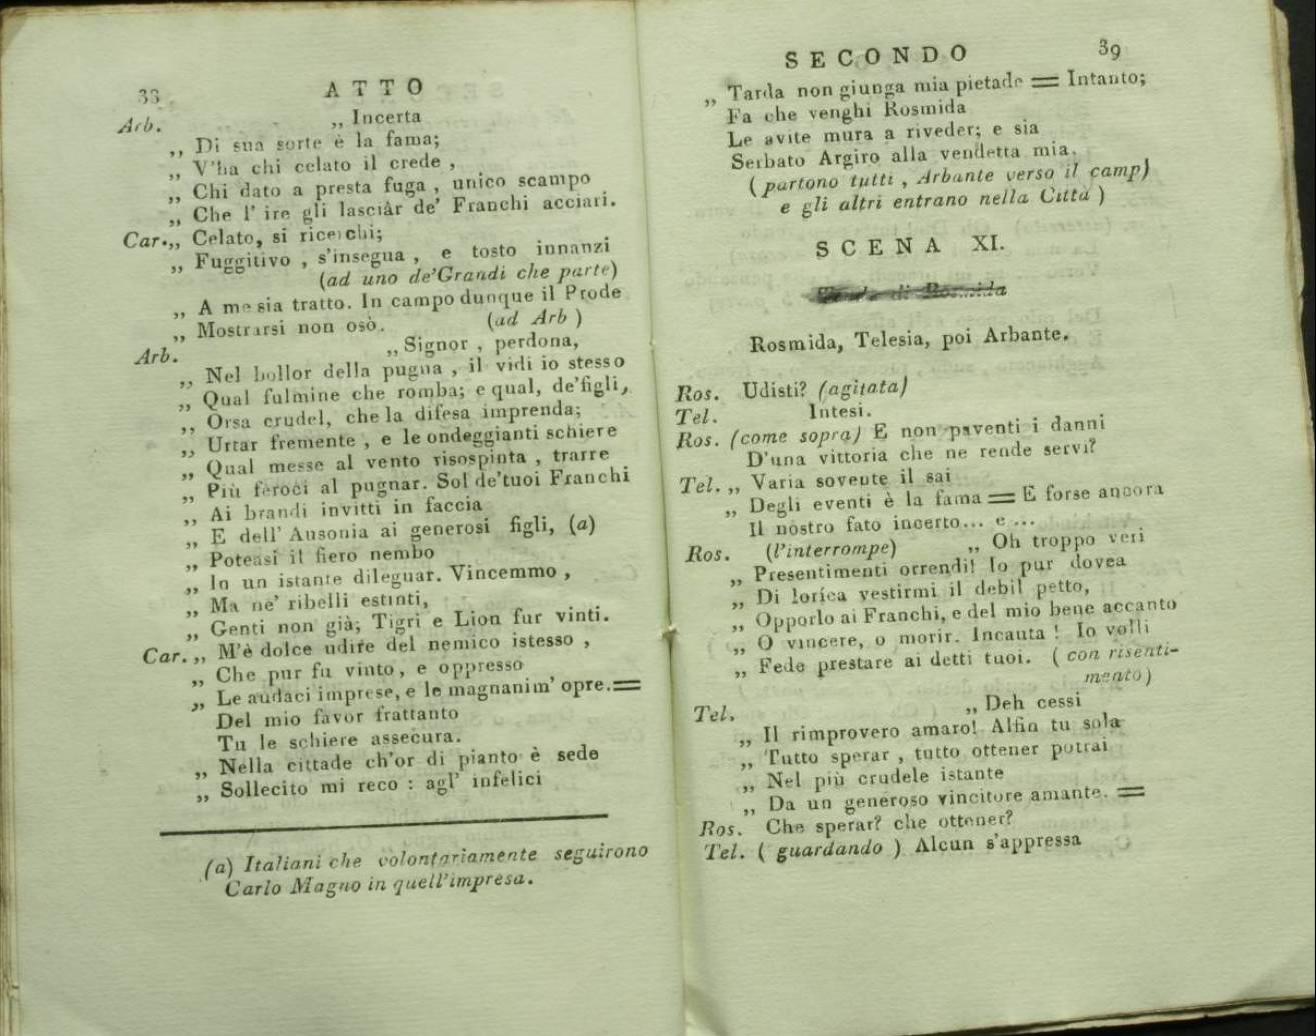 38 ATTO
Arb. „ Incerta
„ Di sua sorte è la fama;
„ V'ha chi celato il crede ,
„ Chi dato a presta fuga , unico scampo
„ Che l' ire gli lasciâr de' Franchi acciari.
Car. „ Celato, si ricerchi;
„ Fuggitivo , s'insegua , e tosto innanzi
(ad uno de'Grandi che parte)
„ A me sia tratto. In campo dunque il Prode
„ Mostrarsi non osò. (ad Arb )
Arb. „ Signor , perdona,
„ Nel bollor della pugna , il vidi io stesso
„ Qual fulmine che romba; e qual, de'figli,
„ Orsa crudel, che la difesa imprenda;
„ Urtar fremente , e le ondeggianti schiere
„ Qual messe al vento risospinta , trarre
„ Più feroci al pugnar. Sol de'tuoi Franchi
„ Ai brandi invitti in faccia
„ E dell' Ausonia ai generosi figli, (a)
„ Poteasi il fiero nembo
„ In un istante dileguar. Vincemmo ,
„ Ma ne' ribelli estinti,
„ Genti non già; Tigri e Lion fur vinti.
Car. „ M'è dolce udire del nemico istesso ,
„ Che pur fu vinto , e oppresso
„ Le audaci imprese, e le magnanim' opre.=
Del mio favor frattanto
Tu le schiere assecura.
„ Nella cittade ch'or di pianto è sede
„ Sollecito mi reco : agl' infelici
(a) Italiani che volontariamente seguirono
Carlo Magno in quell'impresa.
SECONDO 39
„ Tarda non giunga mia pietade = Intanto;
Fa che venghi Rosmida
Le avite mura a riveder; e sia
Serbato Argiro alla vendetta mia.
(partono tutti , Arbante verso il camp)
e gli altri entrano nella Città )
SCENA XI.
di Rosmida
Rosmida, Telesia, poi Arbante.
Ros. Udisti? (agitata)
Tel. Intesi.
Ros. (come sopra) E non paventi i danni
D'una vittoria che ne rende servi?
Tel. „ Varia sovente il sai
„ Degli eventi è la fama = E forse ancora
Il nostro fato incerto... e ...
Ros. (l'interrompe) „ Oh troppo veri
„ Presentimenti orrendi! Io pur dovea
„ Di lorica vestirmi il debil petto,
„ Opporlo ai Franchi, e del mio bene accanto
„ O vincere, o morir. Incauta ! Io volli
„ Fede prestare ai detti tuoi. ( con risenti-
mento)
Tel. „ Deh cessi
„ Il rimprovero amaro! Alfin tu sola
„ Tutto sperar , tutto ottener potrai
„ Nel più crudele istante
„ Da un generoso vincitore amante. =
Ros. Che sperar? che ottener?
Tel. ( guardando ) Alcun s'appressa